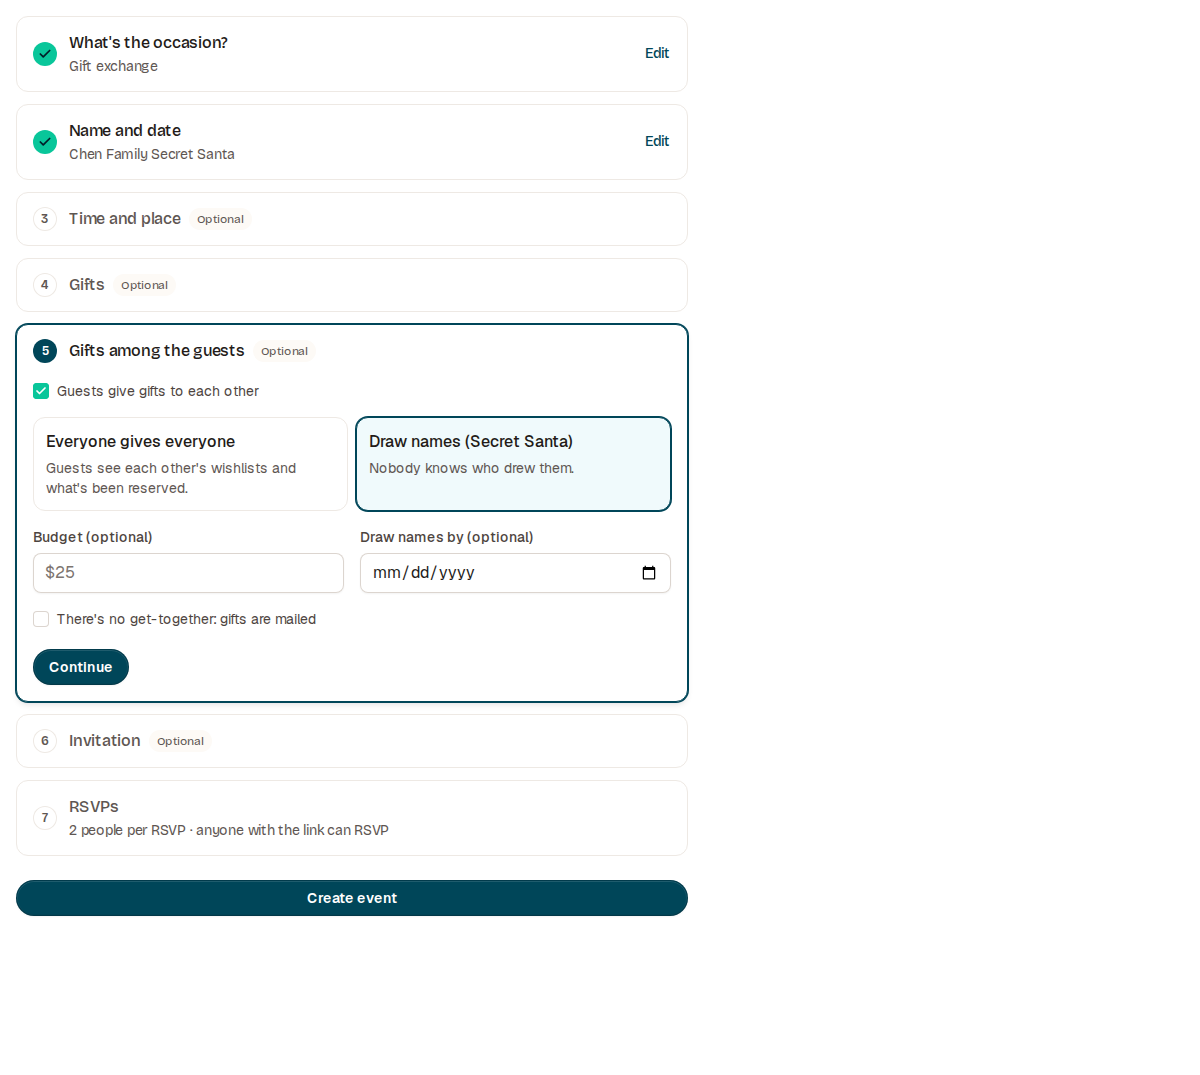 What's the occasion?
Gift exchange
Edit
Name and date
Chen Family Secret Santa
Edit
3 Time and place Optional
4 Gifts Optional
5 Gifts among the guests Optional
Guests give gifts to each other
Everyone gives everyone
Guests see each other's wishlists and
what's been reserved.
Draw names (Secret Santa)
Nobody knows who drew them.
Budget (optional)
$25
Draw names by (optional)
mm/dd/yyyy
There's no get-together: gifts are mailed
Continue
6 Invitation Optional
7 RSVPs
2 people per RSVP · anyone with the link can RSVP
Create event